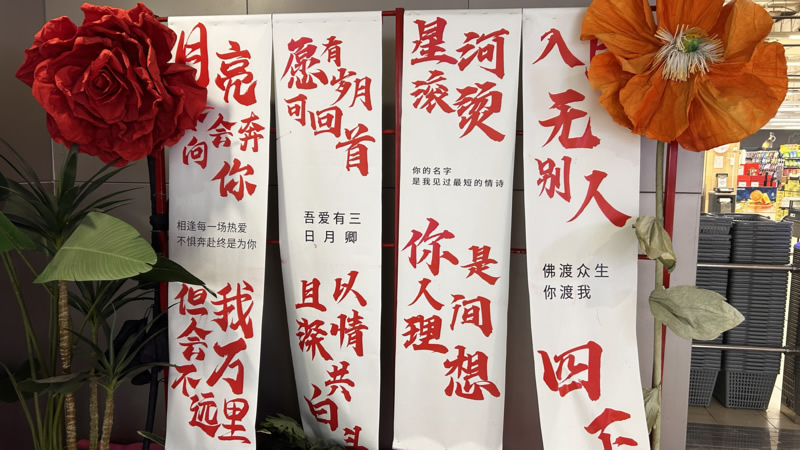 月亮不会奔向你
相逢每一场热爱
不惧奔赴终是为你
但我会不远万里
愿有岁月可回首
吾爱有三
日月卿
且以深情共白头
星河滚烫
你的名字
是我见过最短的情诗
你是人间理想
入
无别人
佛渡众生
你渡我
四下